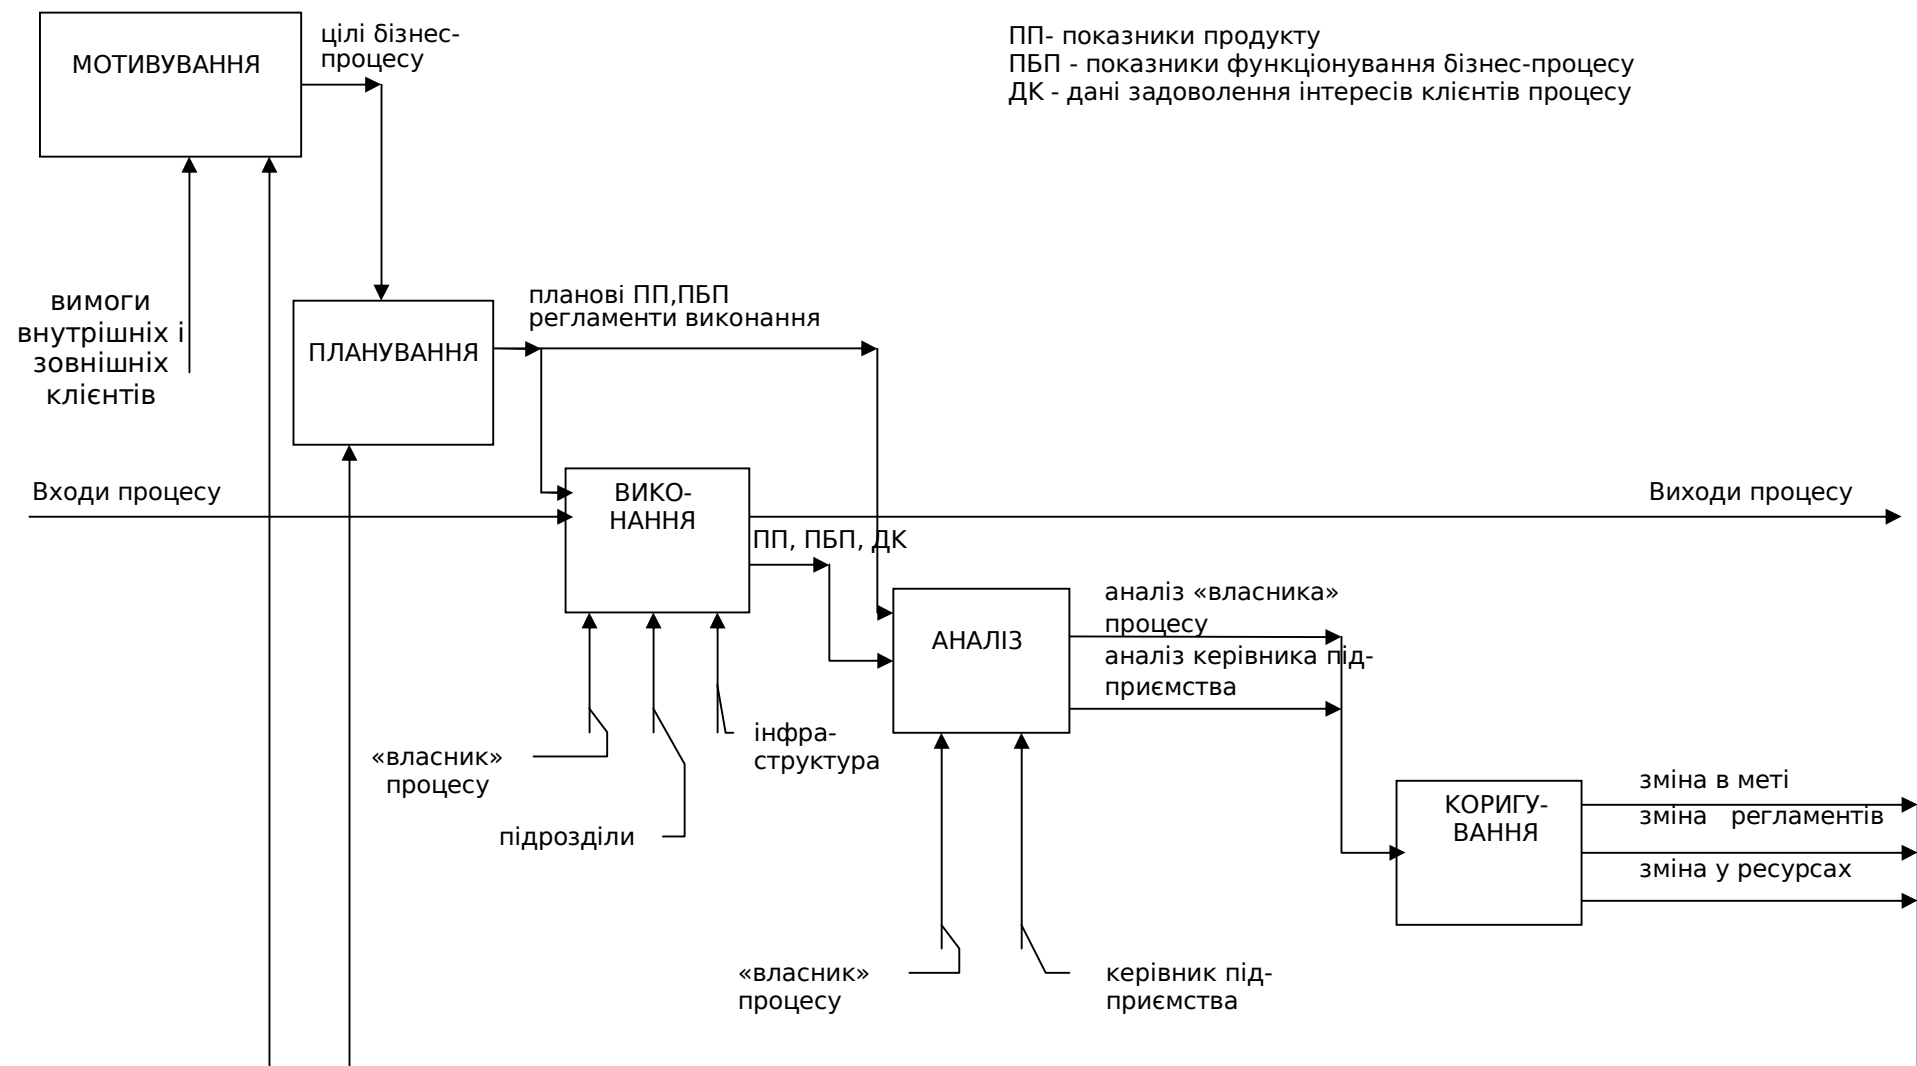 цілі бізнес-
процесу
МОТИВУВАННЯ
ПП- показники продукту
ПБП - показники функціонування бізнес-процесу
ДК - дані задоволення інтересів клієнтів процесу
вимоги
внутрішніх і
зовнішніх
клієнтів
планові ПП,ПБП
регламенти виконання
ПЛАНУВАННЯ
Входи процесу
ВИКО-
НАННЯ
Виходи процесу
ПП, ПБП, ДК
аналіз «власника»
процесу
аналіз керівника під-
приємства
АНАЛІЗ
«власник»
процесу
підрозділи
інфра-
структура
КОРИГУ-
ВАННЯ
зміна в меті
зміна   регламентів
зміна у ресурсах
«власник»
процесу
керівник під-
приємства